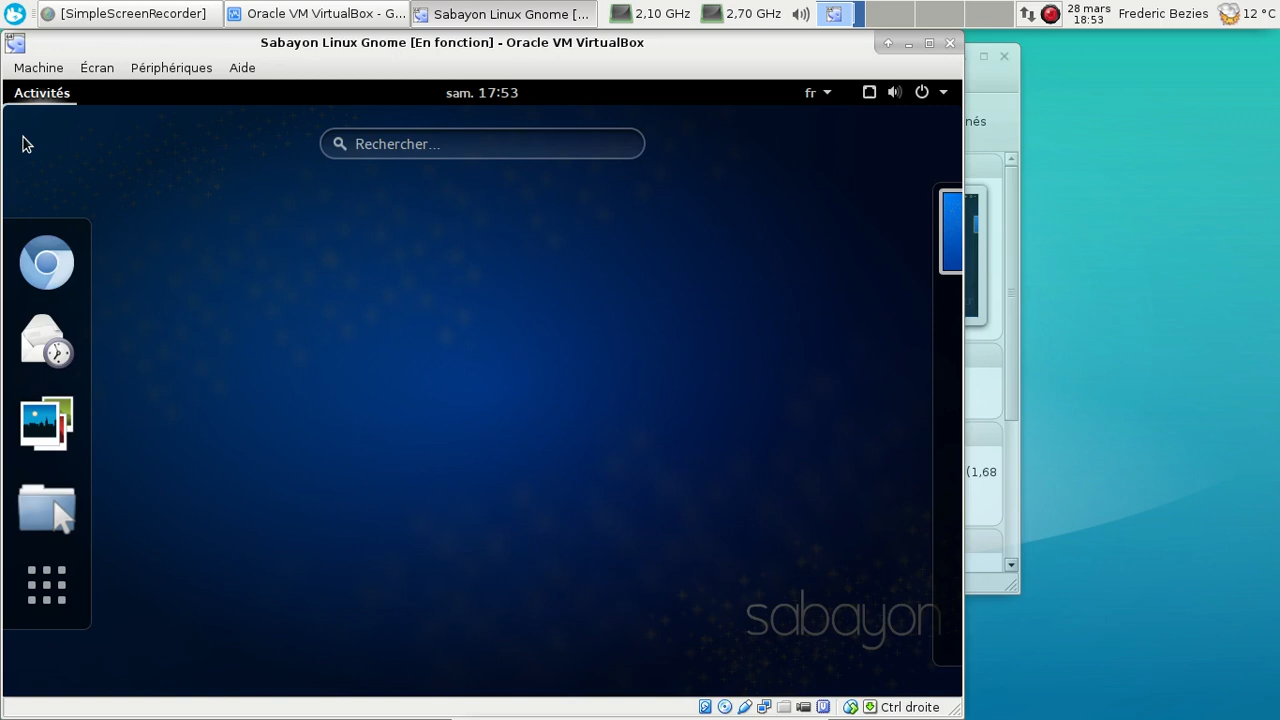 [SimpleScreenRecorder]
Oracle VM VirtualBox - G...
Sabayon Linux Gnome [...
2,10 GHz
2,70 GHz
28 mars
18:53
Frederic Bezies
12 °C
Sabayon Linux Gnome [En fonction] - Oracle VM VirtualBox
Machine Écran Périphériques Aide
Activités
sam. 17:53
fr
nés
Rechercher...
(1,68
sabayon
Ctrl droite